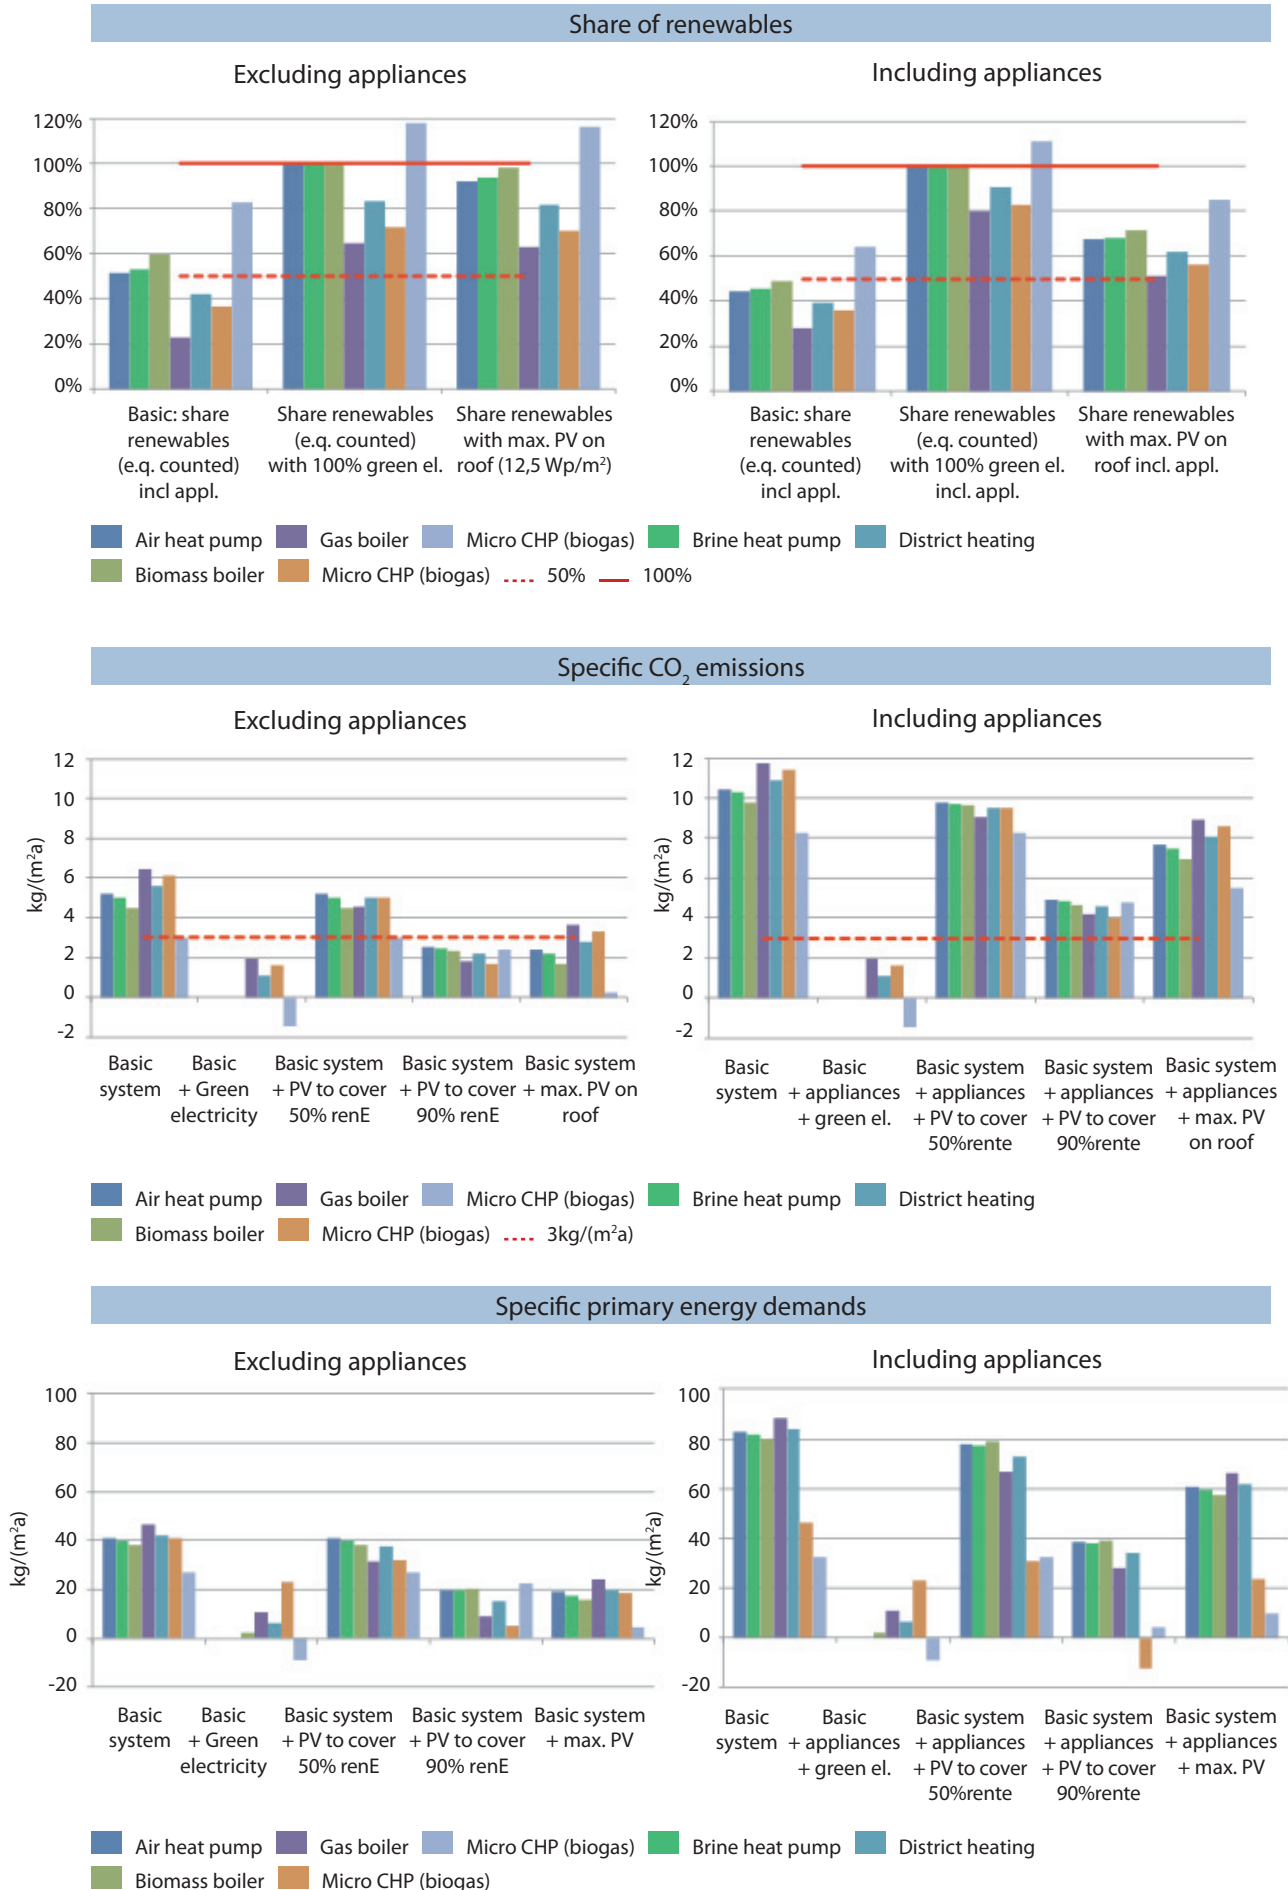 Share of renewables
Excluding appliances
120%
100%
80%
60%
40%
20%
0%
Basic: share
renewables
(e.q. counted)
incl appl.
Share renewables
(e.q. counted)
with 100% green el.
Share renewables
with max. PV on
roof (12,5 Wp/m²)
Including appliances
120%
100%
80%
60%
40%
20%
0%
Basic: share
renewables
(e.q. counted)
incl appl.
Share renewables
(e.q. counted)
with 100% green el.
incl. appl.
Share renewables
with max. PV on
roof incl. appl.
Air heat pump Gas boiler Micro CHP (biogas) Brine heat pump District heating
Biomass boiler Micro CHP (biogas) 50% 100%
Specific CO₂ emissions
Excluding appliances
kg/(m²a)
12
10
8
6
4
2
0
-2
Basic
system
Basic
+ Green
electricity
Basic system
+ PV to cover
50% renE
Basic system
+ PV to cover
90% renE
Basic system
+ max. PV on
roof
Including appliances
kg/(m²a)
12
10
8
6
4
2
0
-2
Basic
system
Basic
+ appliances
+ green el.
Basic system
+ appliances
+ PV to cover
50%rente
Basic system
+ appliances
+ PV to cover
90%rente
Basic system
+ appliances
+ max. PV
on roof
Air heat pump Gas boiler Micro CHP (biogas) Brine heat pump District heating
Biomass boiler Micro CHP (biogas) 3kg/(m²a)
Specific primary energy demands
Excluding appliances
kg/(m²a)
100
80
60
40
20
0
-20
Basic
system
Basic
+ Green
electricity
Basic system
+ PV to cover
50% renE
Basic system
+ PV to cover
90% renE
Basic system
+ max. PV
Including appliances
kg/(m²a)
100
80
60
40
20
0
-20
Basic
system
Basic
+ appliances
+ green el.
Basic system
+ appliances
+ PV to cover
50%rente
Basic system
+ appliances
+ PV to cover
90%rente
Basic system
+ appliances
+ max. PV
Air heat pump Gas boiler Micro CHP (biogas) Brine heat pump District heating
Biomass boiler Micro CHP (biogas)